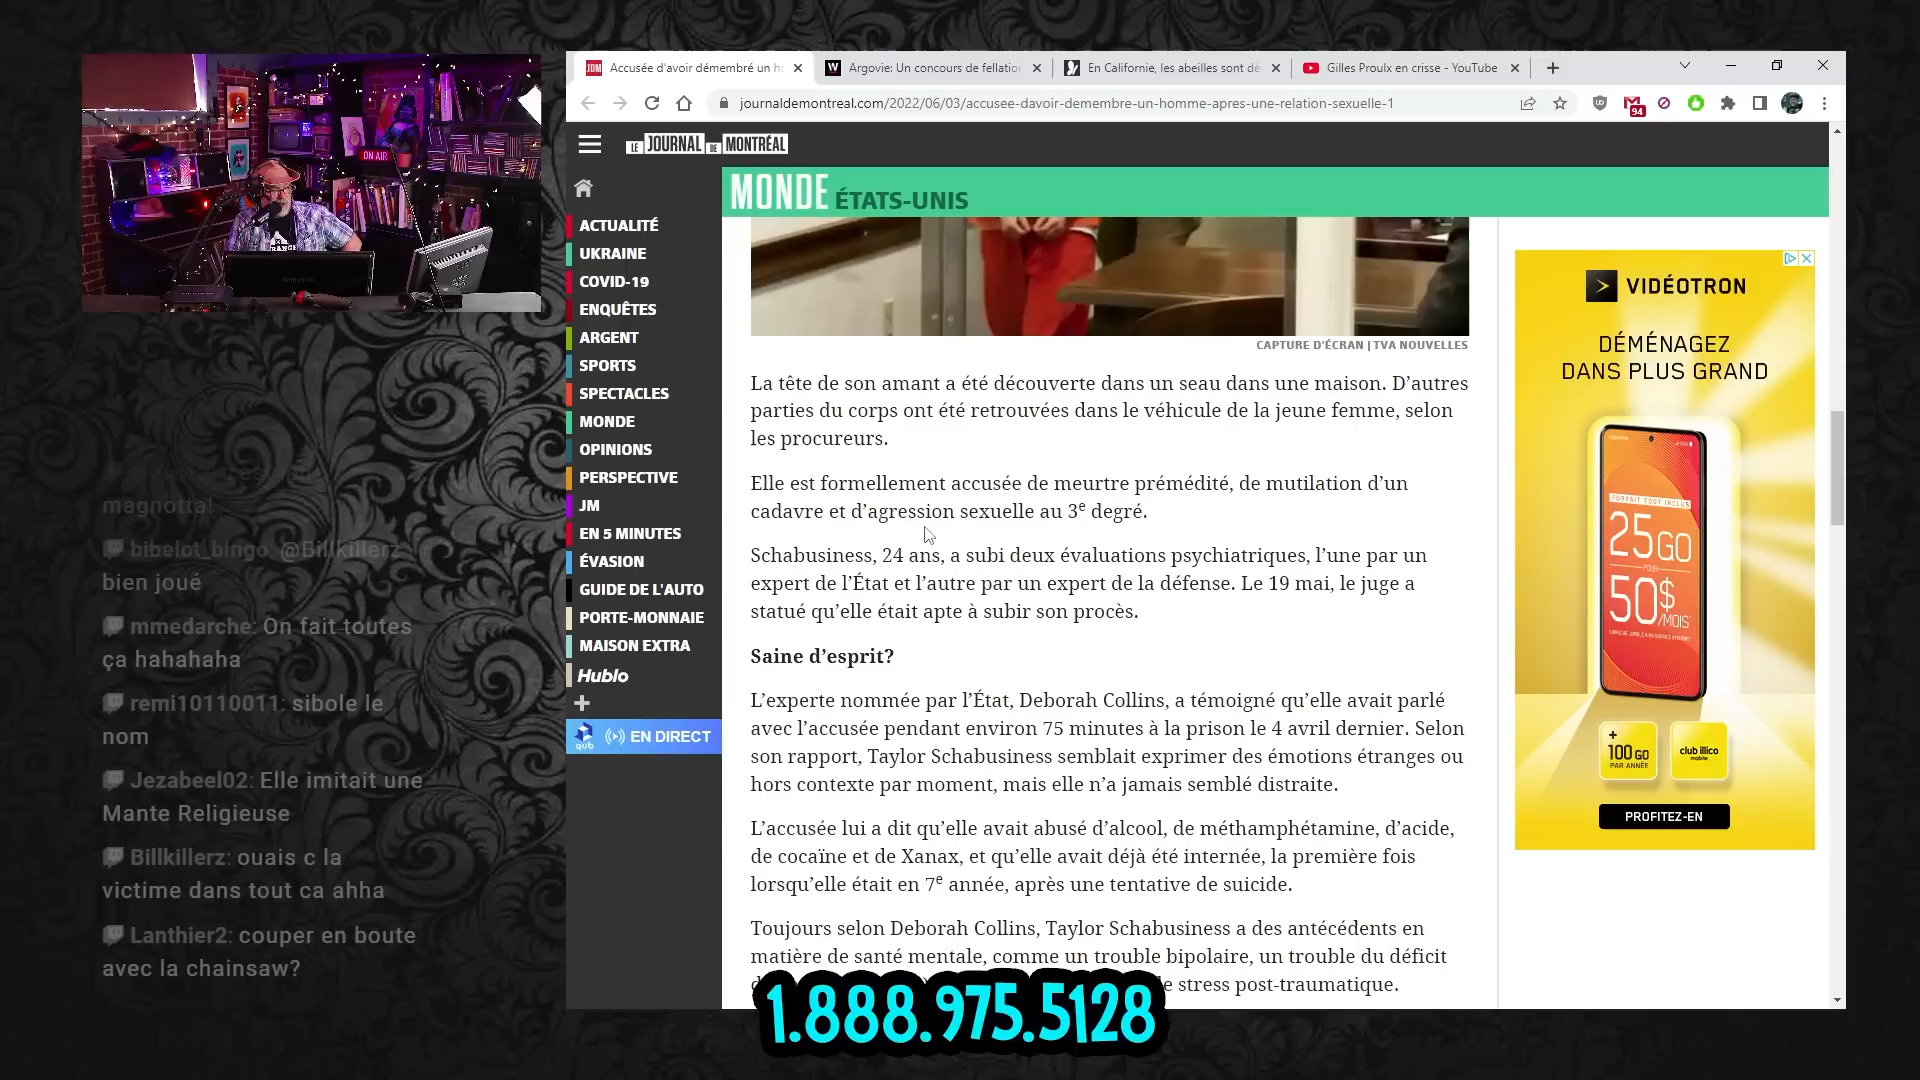 Accusée d'avoir démembré un h
Argovie: Un concours de fellation
En Californie, les abeilles sont dé
Gilles Proulx en crisse - YouTube
journaldemontreal.com/2022/06/03/accusee-davoir-demembre-un-homme-apres-une-relation-sexuelle-1
94
LE JOURNAL DE MONTRÉAL
MONDE ÉTATS-UNIS
ACTUALITÉ
UKRAINE
COVID-19
ENQUÊTES
ARGENT
SPORTS
SPECTACLES
MONDE
OPINIONS
PERSPECTIVE
JM
EN 5 MINUTES
ÉVASION
GUIDE DE L'AUTO
PORTE-MONNAIE
MAISON EXTRA
Hublo
qub EN DIRECT
CAPTURE D'ÉCRAN | TVA NOUVELLES
La tête de son amant a été découverte dans un seau dans une maison. D’autres
parties du corps ont été retrouvées dans le véhicule de la jeune femme, selon
les procureurs.
Elle est formellement accusée de meurtre prémédité, de mutilation d’un
cadavre et d’agression sexuelle au 3e degré.
Schabusiness, 24 ans, a subi deux évaluations psychiatriques, l’une par un
expert de l’État et l’autre par un expert de la défense. Le 19 mai, le juge a
statué qu’elle était apte à subir son procès.
Saine d’esprit?
L’experte nommée par l’État, Deborah Collins, a témoigné qu’elle avait parlé
avec l’accusée pendant environ 75 minutes à la prison le 4 avril dernier. Selon
son rapport, Taylor Schabusiness semblait exprimer des émotions étranges ou
hors contexte par moment, mais elle n’a jamais semblé distraite.
L’accusée lui a dit qu’elle avait abusé d’alcool, de méthamphétamine, d’acide,
de cocaïne et de Xanax, et qu’elle avait déjà été internée, la première fois
lorsqu’elle était en 7e année, après une tentative de suicide.
Toujours selon Deborah Collins, Taylor Schabusiness a des antécédents en
matière de santé mentale, comme un trouble bipolaire, un trouble du déficit
stress post-traumatique.
VIDÉOTRON
DÉMÉNAGEZ
DANS PLUS GRAND
FORFAIT TOUT INCLUS
25GO
POUR
50$
/MOIS
+
100 GO
PAR ANNÉE
club illico
mobile
PROFITEZ-EN
ON AIR
SAMSUNG
magnotta!
bibelot_bingo: @Billkillerz
bien joué
mmedarche: On fait toutes
ça hahahaha
remi10110011: sibole le
nom
Jezabeel02: Elle imitait une
Mante Religieuse
Billkillerz: ouais c la
victime dans tout ca ahha
Lanthier2: couper en boute
avec la chainsaw?
1.888.975.5128